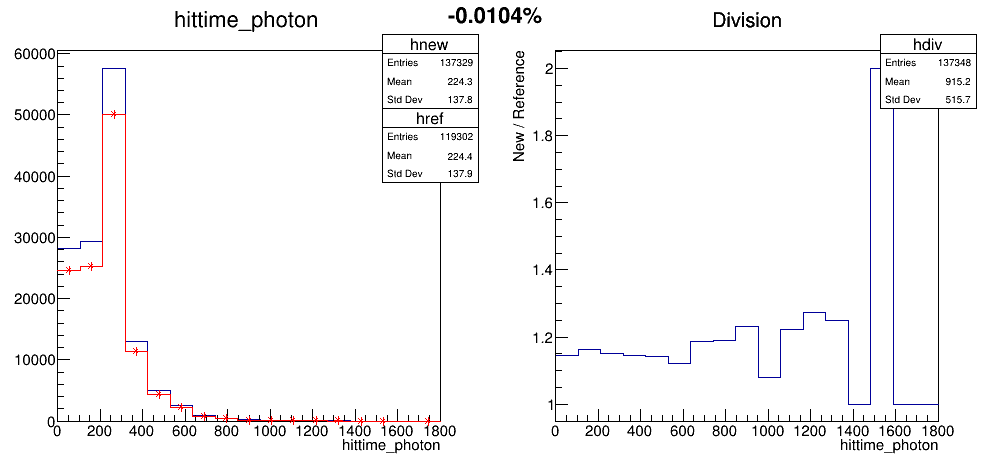 hittime_photon
-0.0104%
Division
hnew
Entries 137329
Mean 224.3
Std Dev 137.8
href
Entries 119302
Mean 224.4
Std Dev 137.9
60000
50000
40000
30000
20000
10000
0
0 200 400 600 800 1000 1200 1400 1600 1800
hittime_photon
hdiv
Entries 137348
Mean 915.2
Std Dev 515.7
New / Reference
2
1.8
1.6
1.4
1.2
1
0 200 400 600 800 1000 1200 1400 1600 1800
hittime_photon